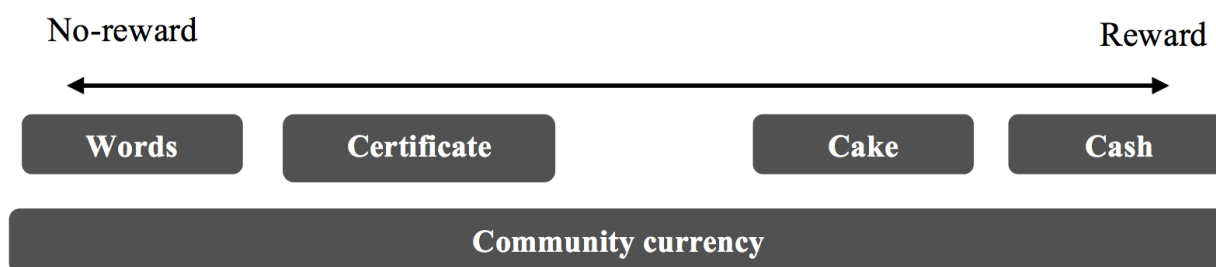 No-reward
Reward
Words
Certificate
Cake
Cash
Community currency